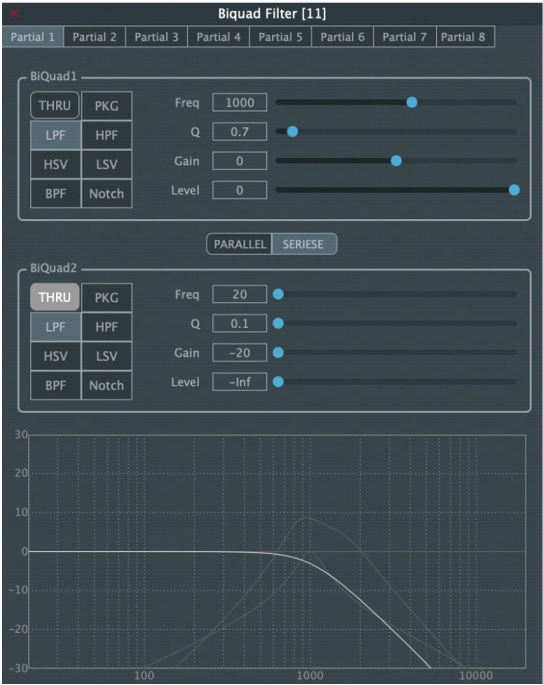 Biquad Filter [11]
Partial 1 Partial 2 Partial 3 Partial 4 Partial 5 Partial 6 Partial 7 Partial 8
BiQuad1
THRU PKG Freq 1000
LPF HPF Q 0.7
HSV LSV Gain 0
BPF Notch Level 0
PARALLEL SERIESE
BiQuad2
THRU PKG Freq 20
LPF HPF Q 0.1
HSV LSV Gain -20
BPF Notch Level -Inf
30
20
10
0
-10
-20
-30
100 1000 10000